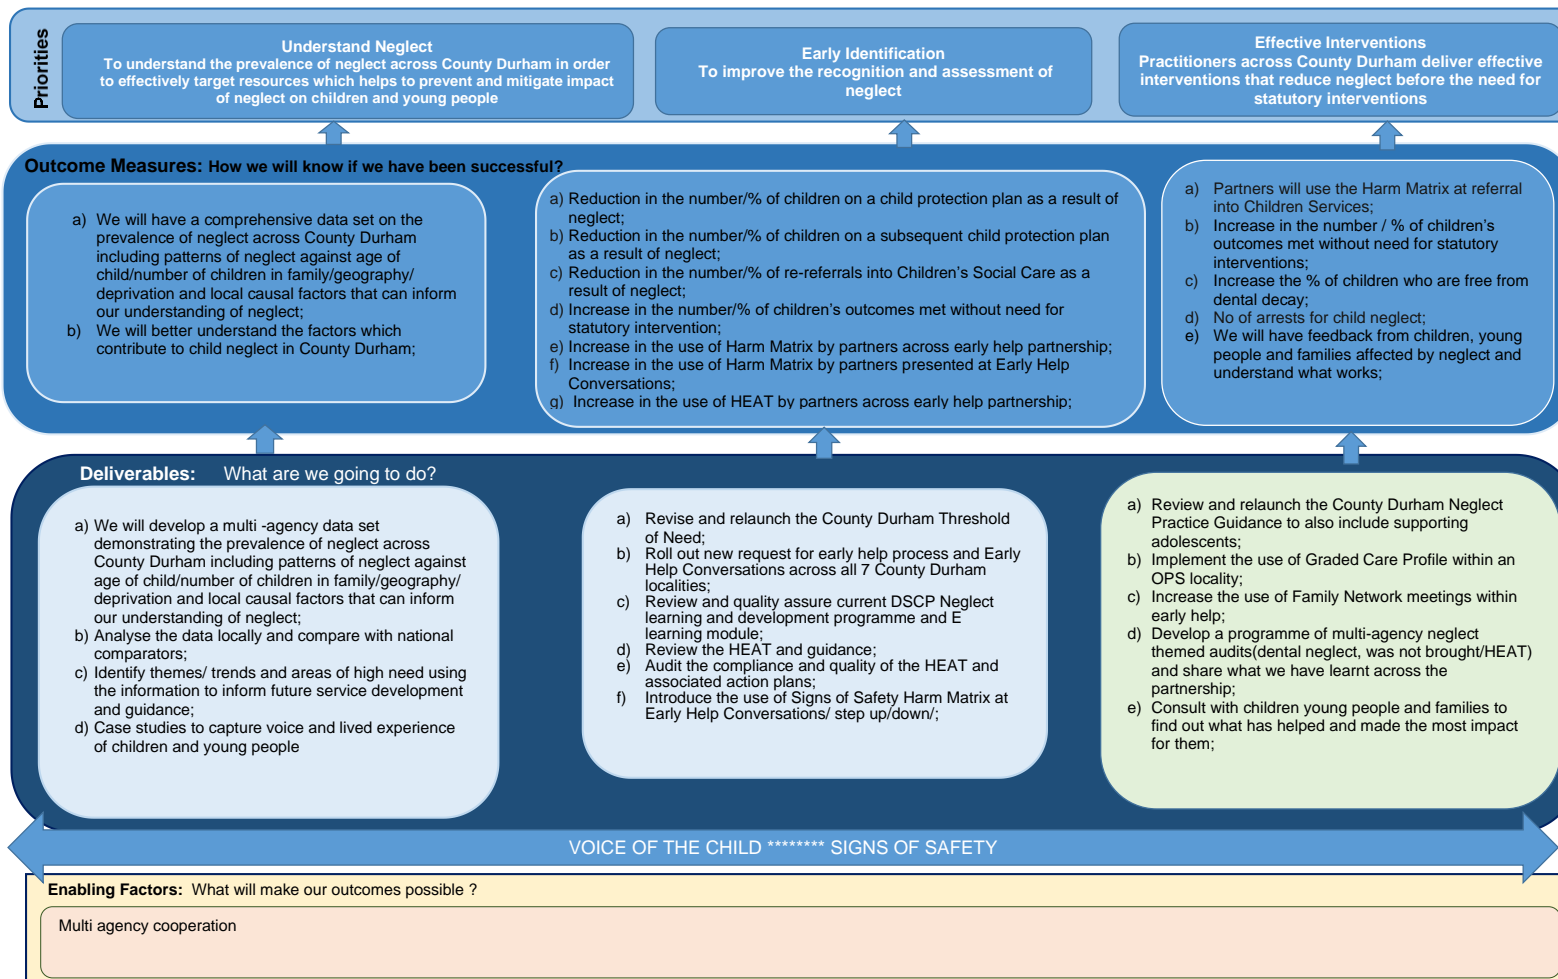 Priorities
Understand Neglect
To understand the prevalence of neglect across County Durham in order
to effectively target resources which helps to prevent and mitigate impact
of neglect on children and young people
Early Identification
To improve the recognition and assessment of
neglect
Effective Interventions
Practitioners across County Durham deliver effective
interventions that reduce neglect before the need for
statutory interventions
Outcome Measures: How we will know if we have been successful?
a) We will have a comprehensive data set on the
prevalence of neglect across County Durham
including patterns of neglect against age of
child/number of children in family/geography/
deprivation and local causal factors that can inform
our understanding of neglect;
b) We will better understand the factors which
contribute to child neglect in County Durham;
a) Reduction in the number/% of children on a child protection plan as a result of
neglect;
b) Reduction in the number/% of children on a subsequent child protection plan
as a result of neglect;
c) Reduction in the number/% of re-referrals into Children's Social Care as a
result of neglect;
d) Increase in the number/% of children's outcomes met without need for
statutory intervention;
e) Increase in the use of Harm Matrix by partners across early help partnership;
f) Increase in the use of Harm Matrix by partners presented at Early Help
Conversations;
g) Increase in the use of HEAT by partners across early help partnership;
a) Partners will use the Harm Matrix at referral
into Children Services;
b) Increase in the number / % of children's
outcomes met without need for statutory
interventions;
c) Increase the % of children who are free from
dental decay;
d) No of arrests for child neglect;
e) We will have feedback from children, young
people and families affected by neglect and
understand what works;
Deliverables: What are we going to do?
a) We will develop a multi -agency data set
demonstrating the prevalence of neglect across
County Durham including patterns of neglect against
age of child/number of children in family/geography/
deprivation and local causal factors that can inform
our understanding of neglect;
b) Analyse the data locally and compare with national
comparators;
c) Identify themes/ trends and areas of high need using
the information to inform future service development
and guidance;
d) Case studies to capture voice and lived experience
of children and young people
a) Revise and relaunch the County Durham Threshold
of Need;
b) Roll out new request for early help process and Early
Help Conversations across all 7 County Durham
localities;
c) Review and quality assure current DSCP Neglect
learning and development programme and E
learning module;
d) Review the HEAT and guidance;
e) Audit the compliance and quality of the HEAT and
associated action plans;
f) Introduce the use of Signs of Safety Harm Matrix at
Early Help Conversations/ step up/down/;
a) Review and relaunch the County Durham Neglect
Practice Guidance to also include supporting
adolescents;
b) Implement the use of Graded Care Profile within an
OPS locality;
c) Increase the use of Family Network meetings within
early help;
d) Develop a programme of multi-agency neglect
themed audits(dental neglect, was not brought/HEAT)
and share what we have learnt across the
partnership;
e) Consult with children young people and families to
find out what has helped and made the most impact
for them;
VOICE OF THE CHILD ******** SIGNS OF SAFETY
Enabling Factors: What will make our outcomes possible ?
Multi agency cooperation